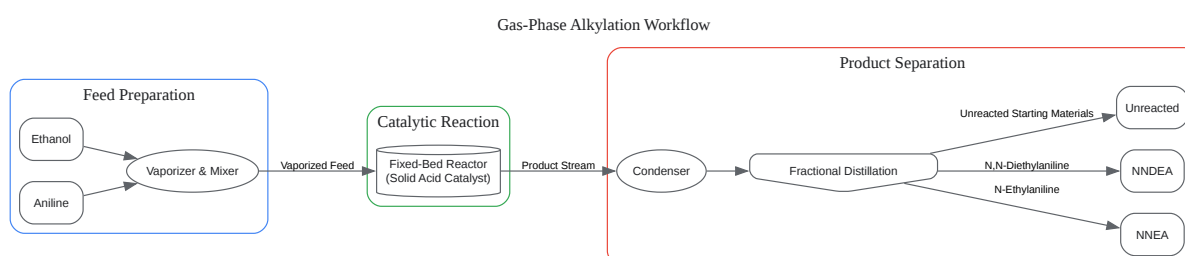 Gas-Phase Alkylation Workflow
Feed Preparation
Ethanol
Aniline
Vaporizer & Mixer
Vaporized Feed
Catalytic Reaction
Fixed-Bed Reactor
(Solid Acid Catalyst)
Product Stream
Product Separation
Condenser
Fractional Distillation
Unreacted Starting Materials
N,N-Diethylaniline
N-Ethylaniline
Unreacted
NNDEA
NNEA